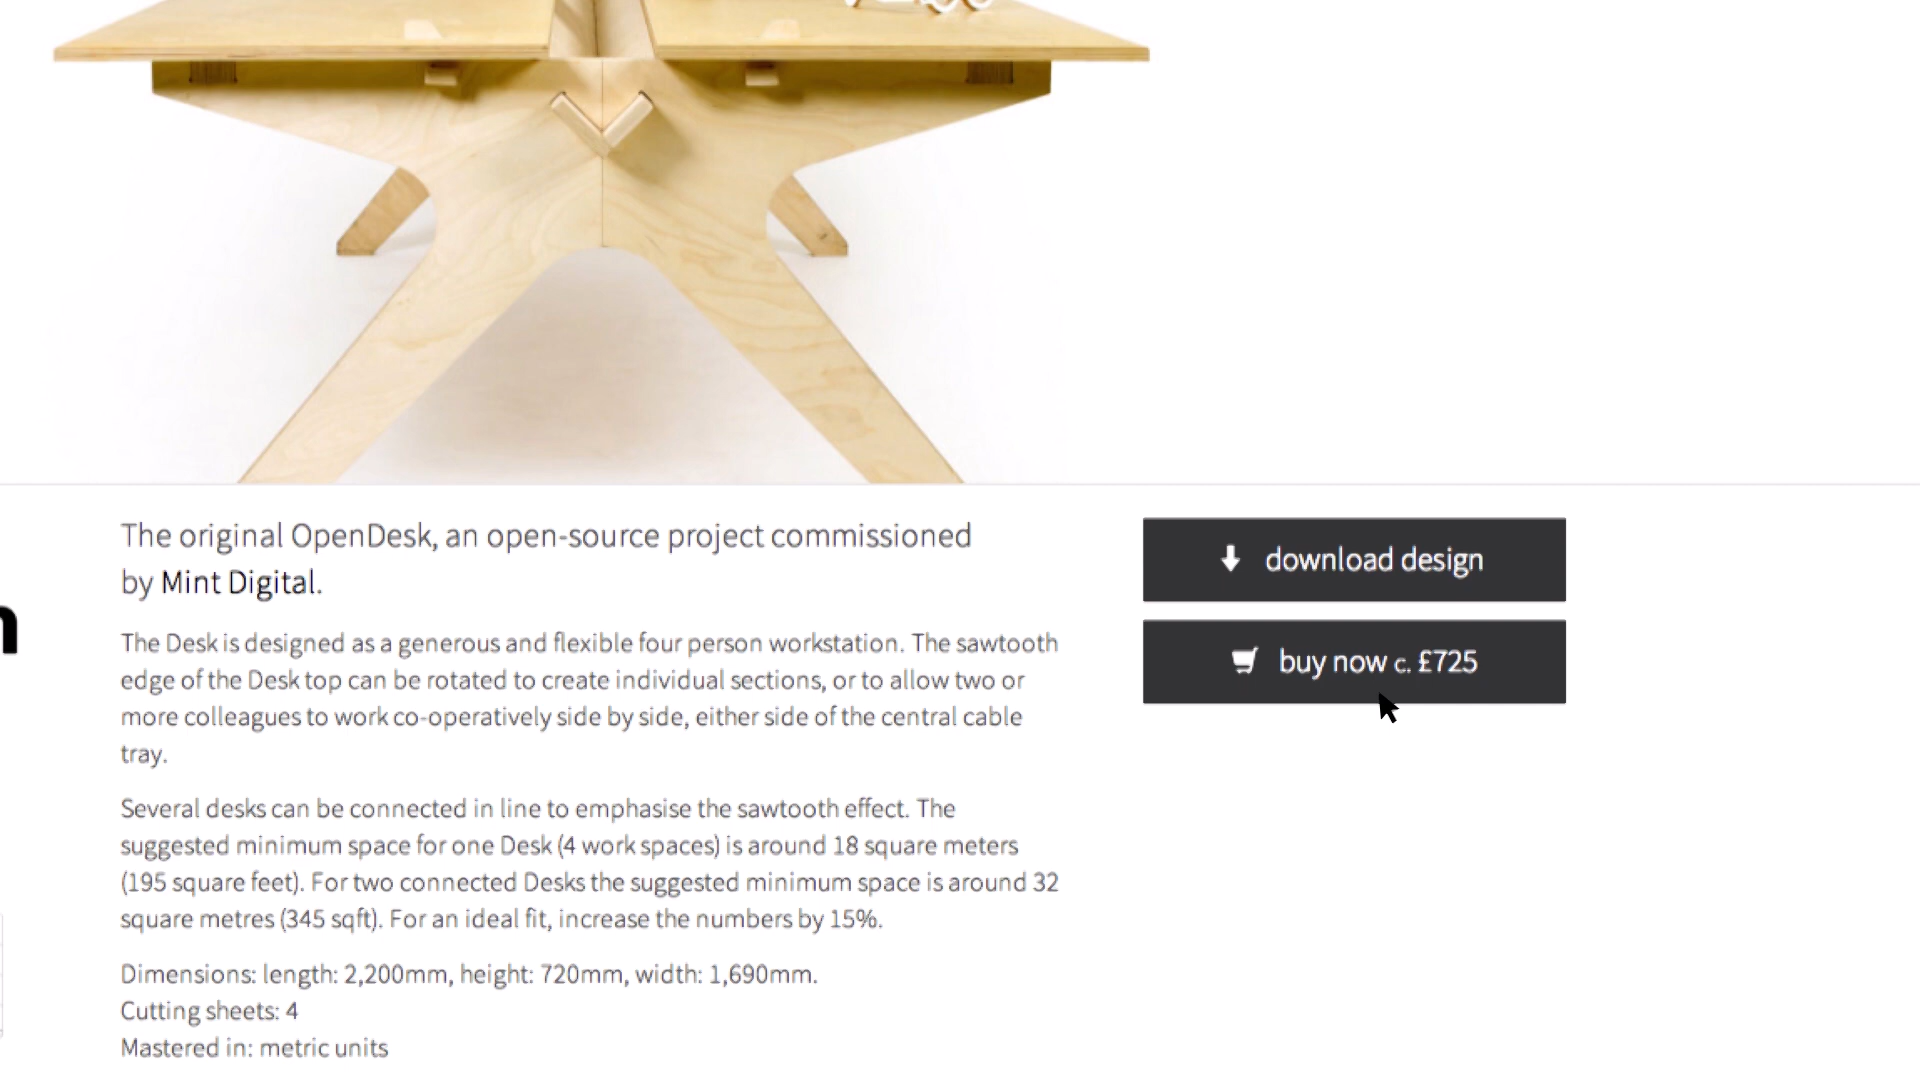 The original OpenDesk, an open-source project commissioned
by Mint Digital.
download design
buy now c. £725
The Desk is designed as a generous and flexible four person workstation. The sawtooth
edge of the Desk top can be rotated to create individual sections, or to allow two or
more colleagues to work co-operatively side by side, either side of the central cable
tray.
Several desks can be connected in line to emphasise the sawtooth effect. The
suggested minimum space for one Desk (4 work spaces) is around 18 square meters
(195 square feet). For two connected Desks the suggested minimum space is around 32
square metres (345 sqft). For an ideal fit, increase the numbers by 15%.
Dimensions: length: 2,200mm, height: 720mm, width: 1,690mm.
Cutting sheets: 4
Mastered in: metric units